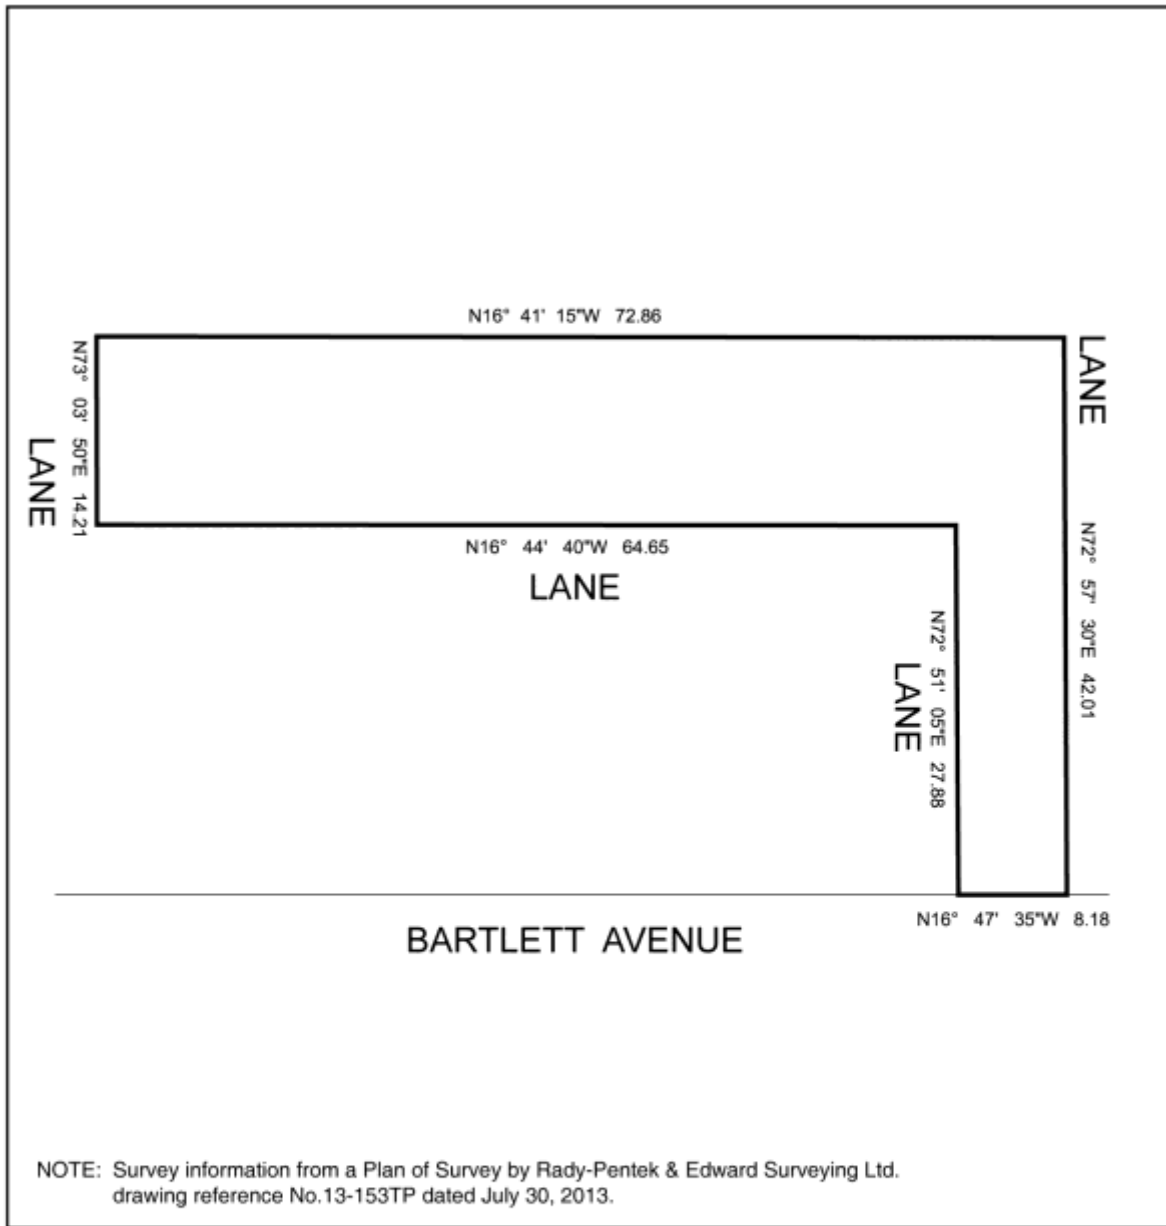 N16° 41' 15"W 72.86
LANE
N73° 03' 50"E 14.21
LANE
N16° 44' 40"W 64.65
LANE
N72° 57' 30"E 42.01
N72° 51' 05"E 27.88
LANE
N16° 47' 35"W 8.18
BARTLETT AVENUE
NOTE: Survey information from a Plan of Survey by Rady-Pentek & Edward Surveying Ltd.
drawing reference No.13-153TP dated July 30, 2013.